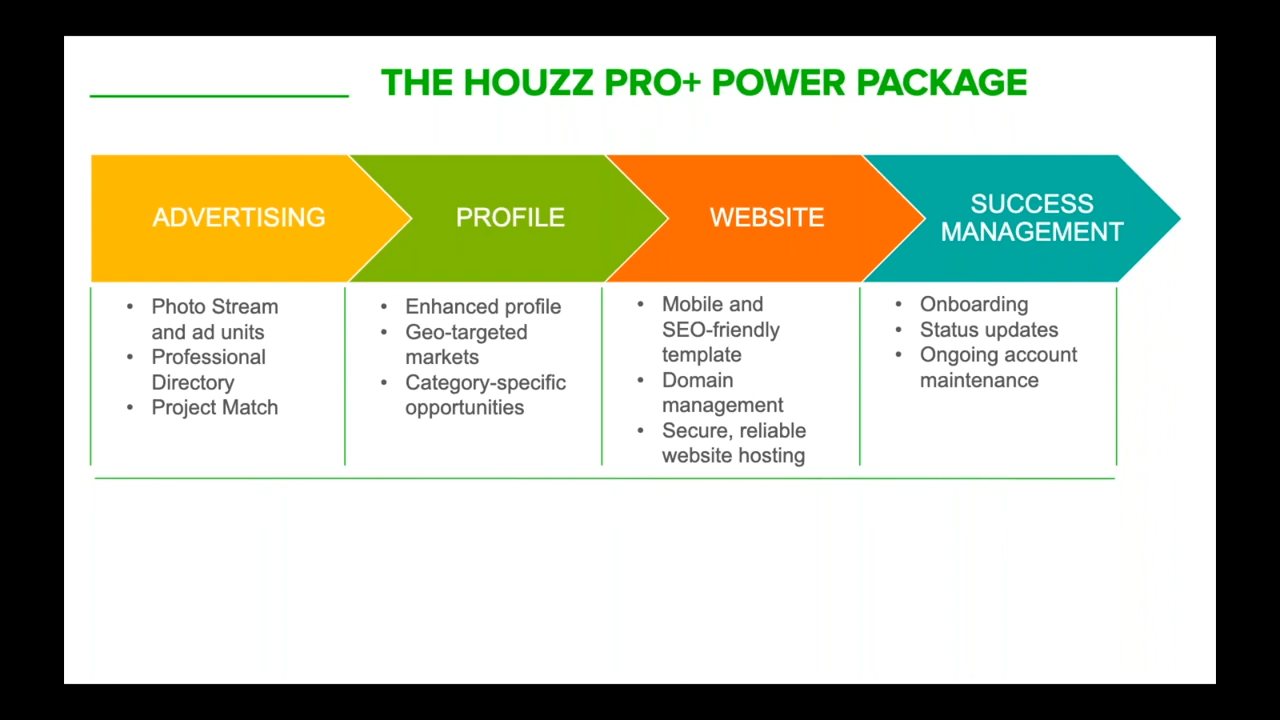 THE HOUZZ PRO+ POWER PACKAGE
ADVERTISING
• Photo Stream
and ad units
• Professional
Directory
• Project Match
PROFILE
• Enhanced profile
• Geo-targeted
markets
• Category-specific
opportunities
WEBSITE
• Mobile and
SEO-friendly
template
• Domain
management
• Secure, reliable
website hosting
SUCCESS
MANAGEMENT
• Onboarding
• Status updates
• Ongoing account
maintenance